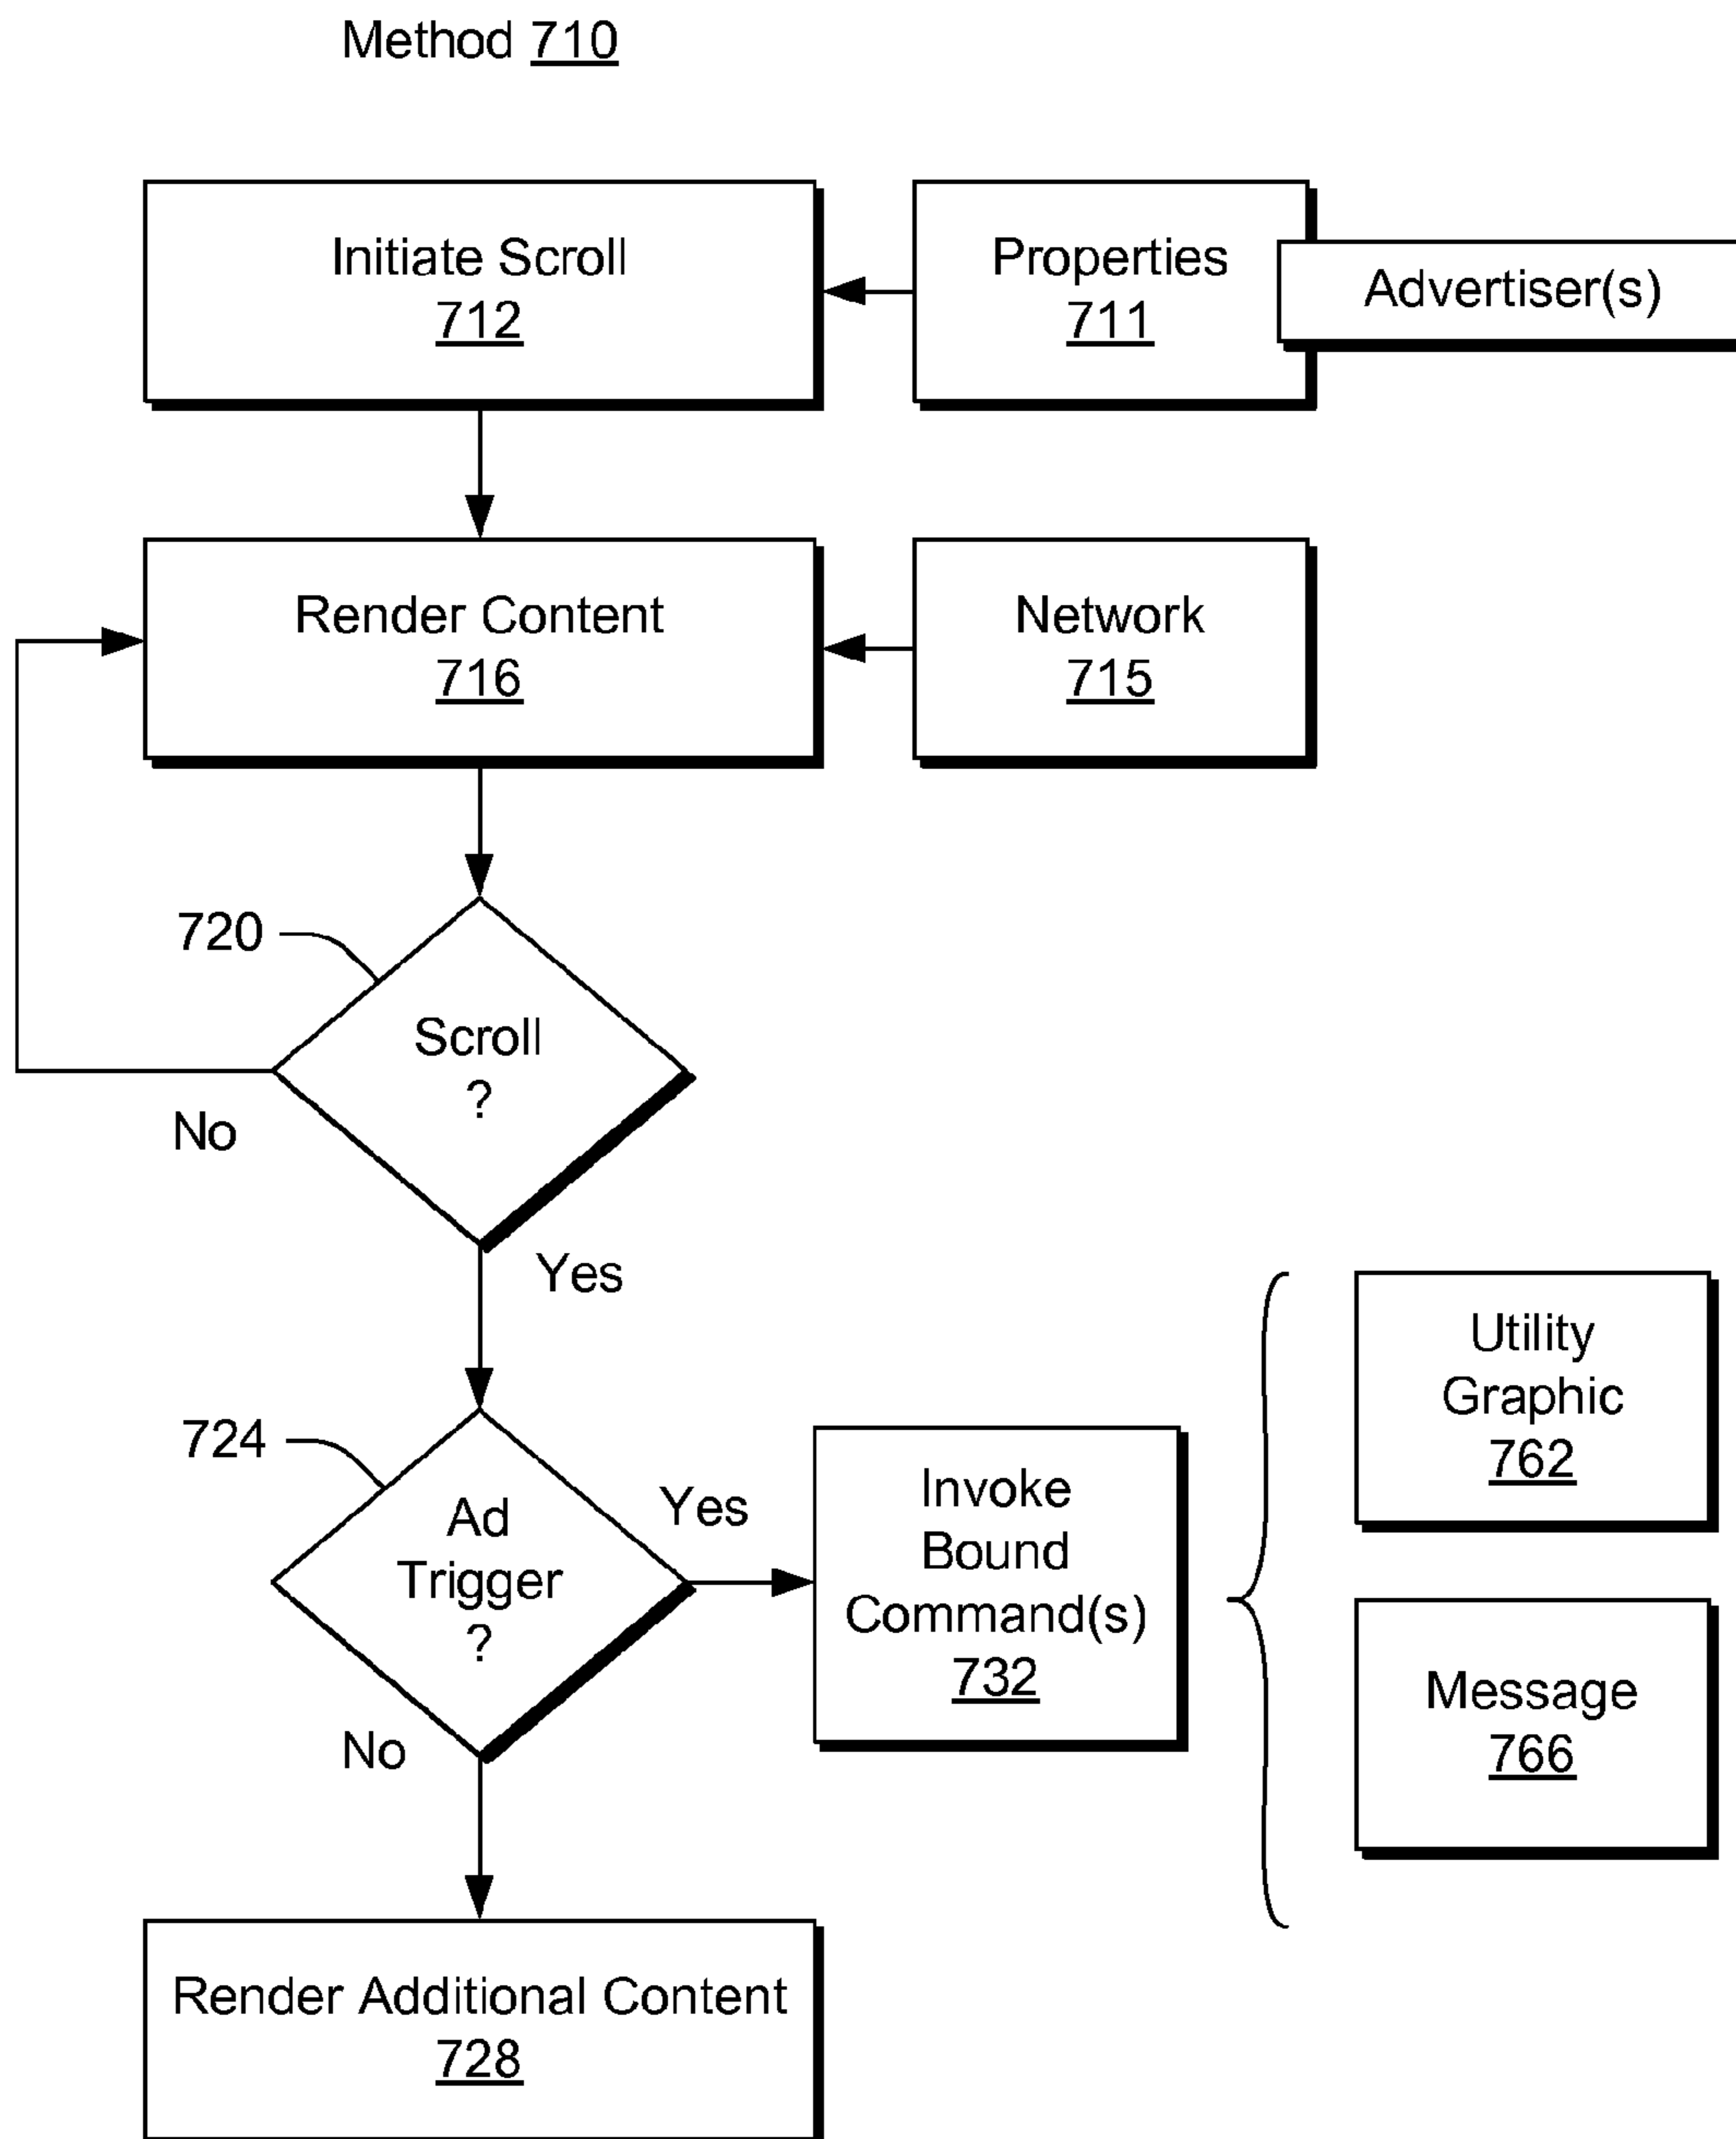 Method 710
Initiate Scroll
712
Properties
711
Advertiser(s)
Render Content
716
Network
715
720
Scroll
?
No
Yes
724
Ad
Trigger
?
Yes
No
Invoke
Bound
Command(s)
732
Utility
Graphic
762
Message
766
Render Additional Content
728